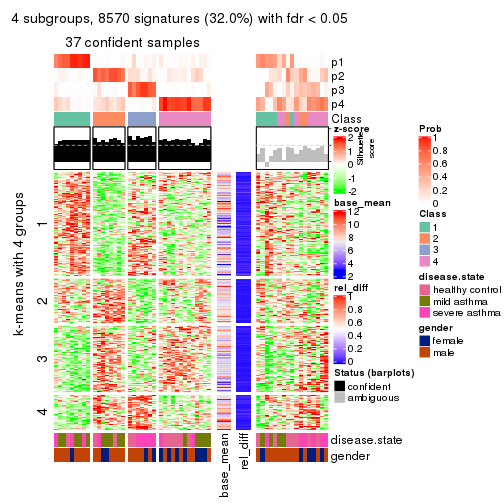 4 subgroups, 8570 signatures (32.0%) with fdr < 0.05
37 confident samples
p1
p2
p3
p4
Class
z-score
2
1
0
-1
-2
Silhouette
score
base_mean
12
10
8
6
4
2
rel_diff
1
0.8
0.6
0.4
0.2
0
Status (barplots)
confident
ambiguous
Prob
1
0.8
0.6
0.4
0.2
0
Class
1
2
3
4
disease.state
healthy control
mild asthma
severe asthma
gender
female
male
k-means with 4 groups
1
2
3
4
base_mean
rel_diff
disease.state
gender